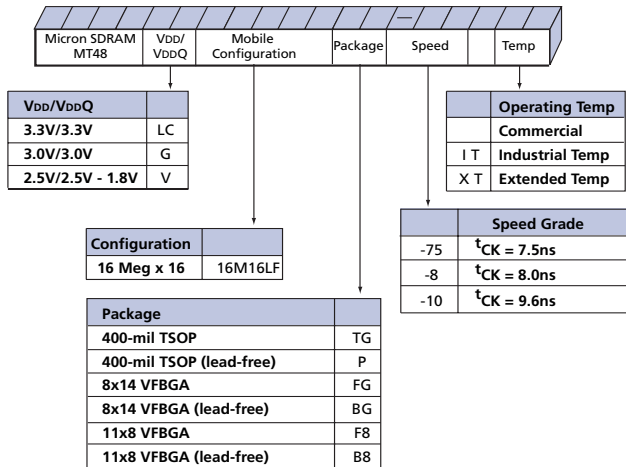 —
Micron SDRAM MT48 VDD/VDDQ Mobile Configuration Package Speed Temp
VDD/VDDQ
3.3V/3.3V LC
3.0V/3.0V G
2.5V/2.5V - 1.8V V
Operating Temp
Commercial
I T Industrial Temp
X T Extended Temp
Configuration
16 Meg x 16 16M16LF
Speed Grade
-75 tCK = 7.5ns
-8 tCK = 8.0ns
-10 tCK = 9.6ns
Package
400-mil TSOP TG
400-mil TSOP (lead-free) P
8x14 VFBGA FG
8x14 VFBGA (lead-free) BG
11x8 VFBGA F8
11x8 VFBGA (lead-free) B8